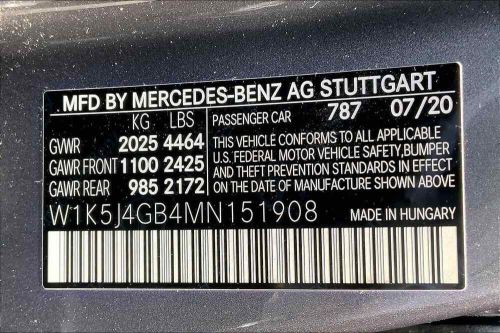 MFD BY MERCEDES-BENZ AG STUTTGART
KG LBS
GVWR 2025 4464
GAWR FRONT 1100 2425
GAWR REAR 985 2172
PASSENGER CAR 787 07/20
THIS VEHICLE CONFORMS TO ALL APPLICABLE
U.S. FEDERAL MOTOR VEHICLE SAFETY, BUMPER
AND THEFT PREVENTION STANDARDS IN
EFFECT ON THE DATE OF MANUFACTURE
SHOWN ABOVE.
W1K5J4GB4MN151908
MADE IN HUNGARY